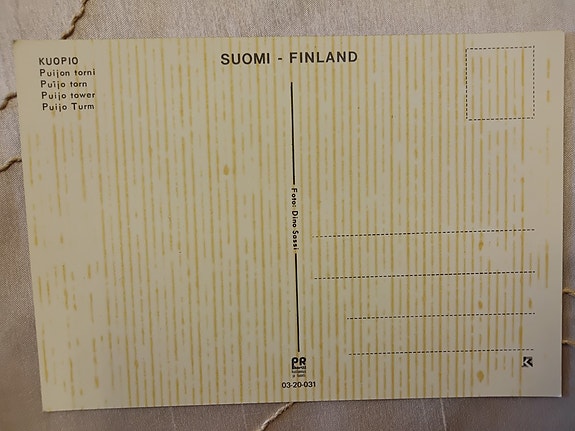 SUOMI - FINLAND
KUOPIO
Puijon torni
Puijo torn
Puijo tower
Puijo Turm
Foto: Dino Sassi
PR
03-20-031
K